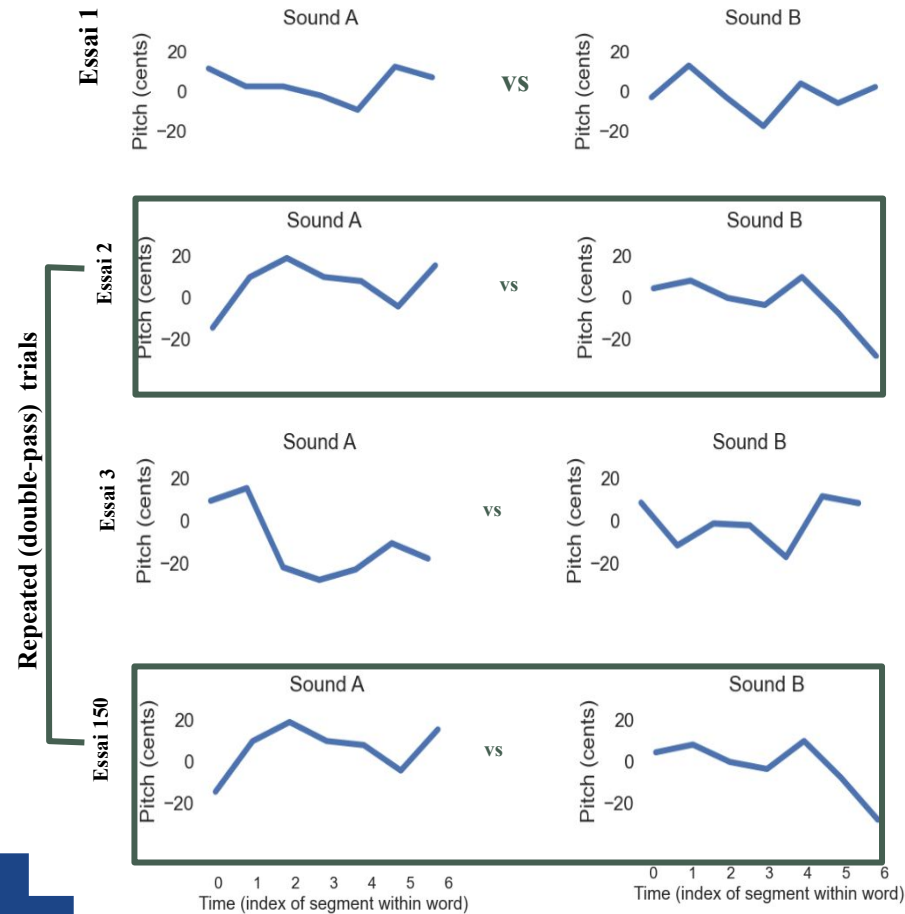 Essai 1
Sound A
Sound B
Pitch (cents)
20
0
−20
vs
Pitch (cents)
20
0
−20
Repeated (double-pass) trials
Essai 2
Sound A
Sound B
Pitch (cents)
20
0
−20
vs
Pitch (cents)
20
0
−20
Essai 3
Sound A
Sound B
Pitch (cents)
20
0
−20
vs
Pitch (cents)
20
0
−20
Essai 150
Sound A
Sound B
Pitch (cents)
20
0
−20
vs
Pitch (cents)
20
0
−20
0 1 2 3 4 5 6
Time (index of segment within word)
0 1 2 3 4 5 6
Time (index of segment within word)